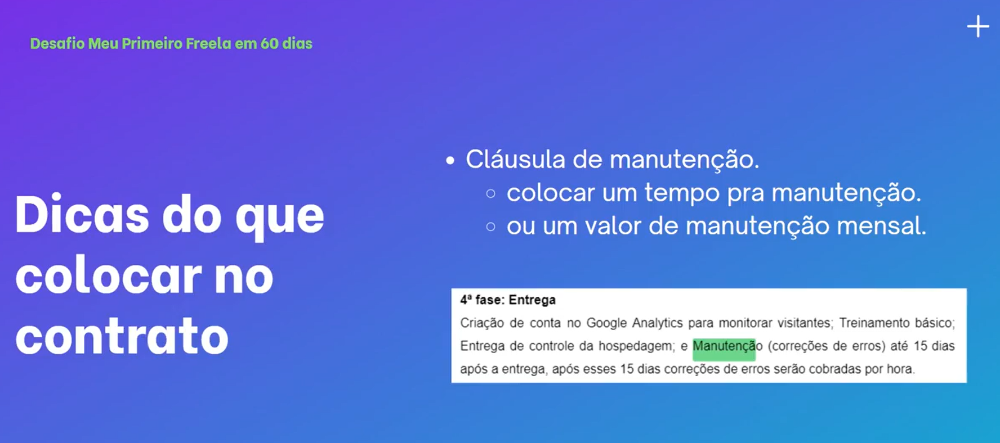 Desafio Meu Primeiro Freela em 60 dias
Dicas do que
colocar no
contrato
• Cláusula de manutenção.
○ colocar um tempo pra manutenção.
○ ou um valor de manutenção mensal.
4ª fase: Entrega
Criação de conta no Google Analytics para monitorar visitantes; Treinamento básico;
Entrega de controle da hospedagem; e Manutenção (correções de erros) até 15 dias
após a entrega, após esses 15 dias correções de erros serão cobradas por hora.